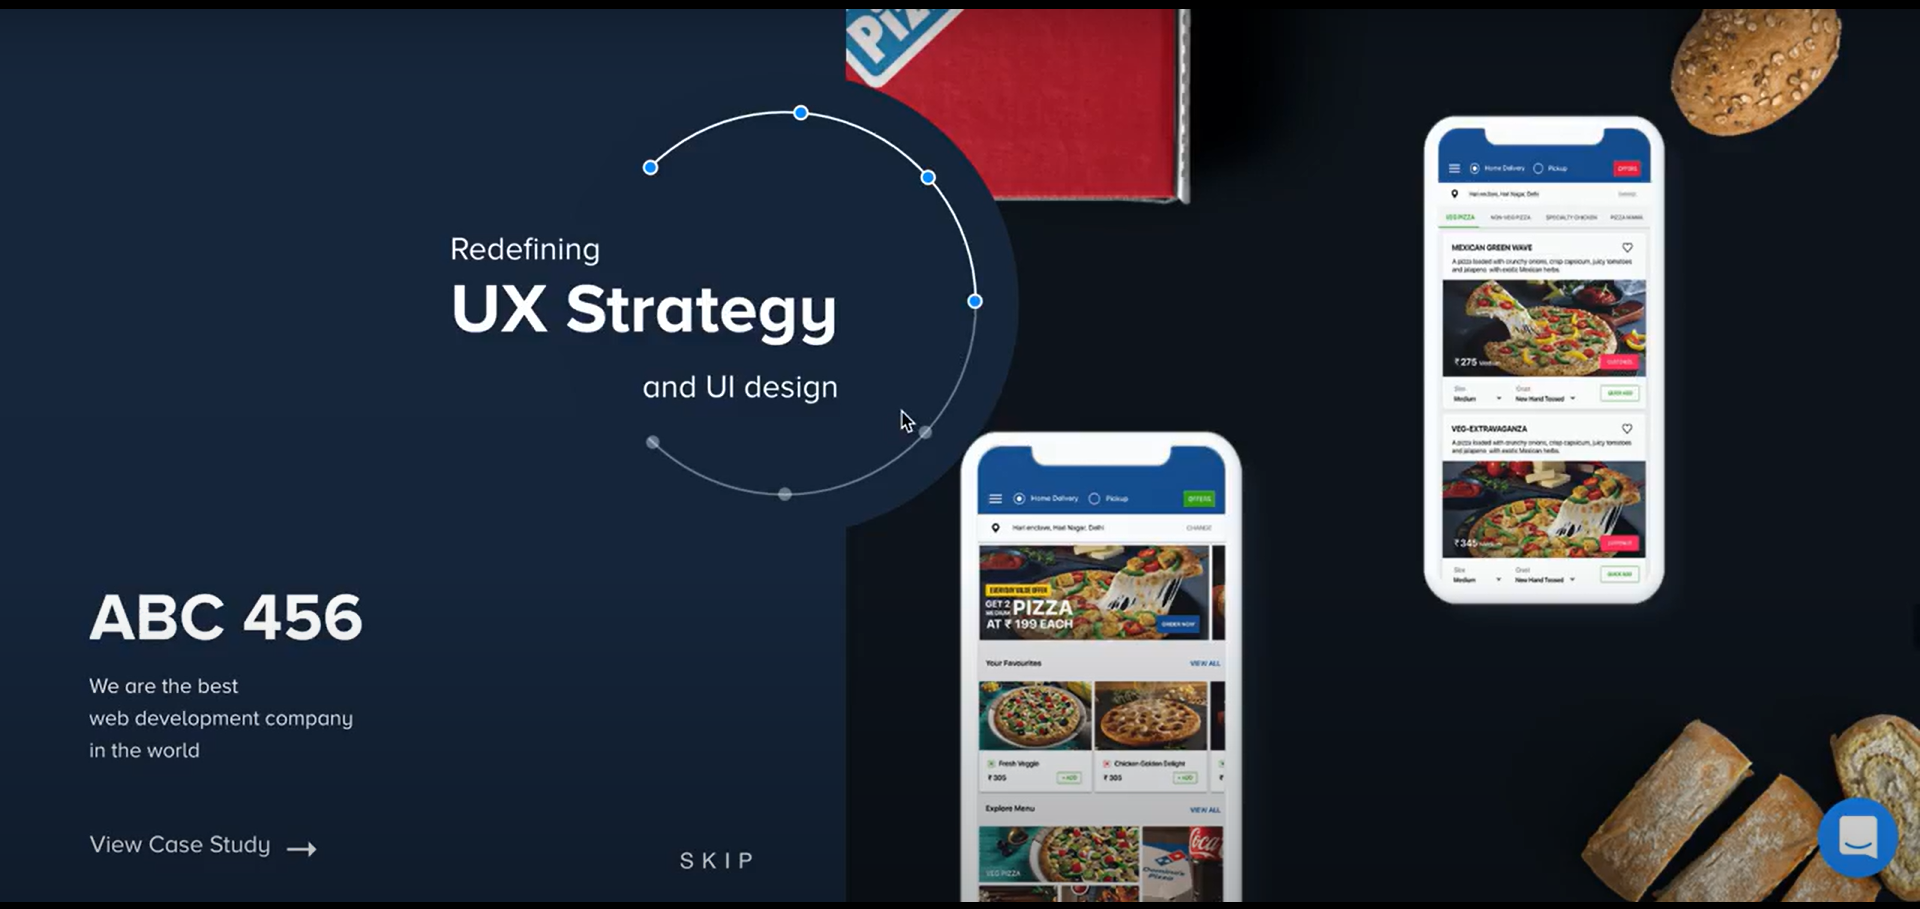 Redefining
UX Strategy
and UI design
ABC 456
We are the best
web development company
in the world
View Case Study
SKIP
Home Delivery
Pickup
OFFERS
Hari enclave, Hari Nagar, Delhi
CHANGE
EVERYDAY VALUE OFFER
GET 2
MEDIUM PIZZA
AT ₹ 199 EACH
ORDER NOW
Your Favourites
VIEW ALL
Fresh Veggie
₹ 305
+ ADD
Chicken Golden Delight
₹ 305
+ ADD
Explore Menu
VIEW ALL
VEG PIZZA
Coca
Domino's
Pizza
Home Delivery
Pickup
OFFERS
Hari enclave, Hari Nagar, Delhi
VEG PIZZA
NON-VEG PIZZA
SPECIALTY CHICKEN
PIZZA MANIA
MEXICAN GREEN WAVE
A pizza loaded with crunchy onions, crisp capsicum, juicy tomatoes
and jalapeno with exotic Mexican herbs.
₹ 275
CUSTOMIZE
Size
Crust
Medium
New Hand Tossed
QUICK ADD
VEG-EXTRAVAGANZA
A pizza loaded with crunchy onions, crisp capsicum, juicy tomatoes
and jalapeno with exotic Mexican herbs.
₹ 345
CUSTOMIZE
Size
Crust
Medium
New Hand Tossed
QUICK ADD